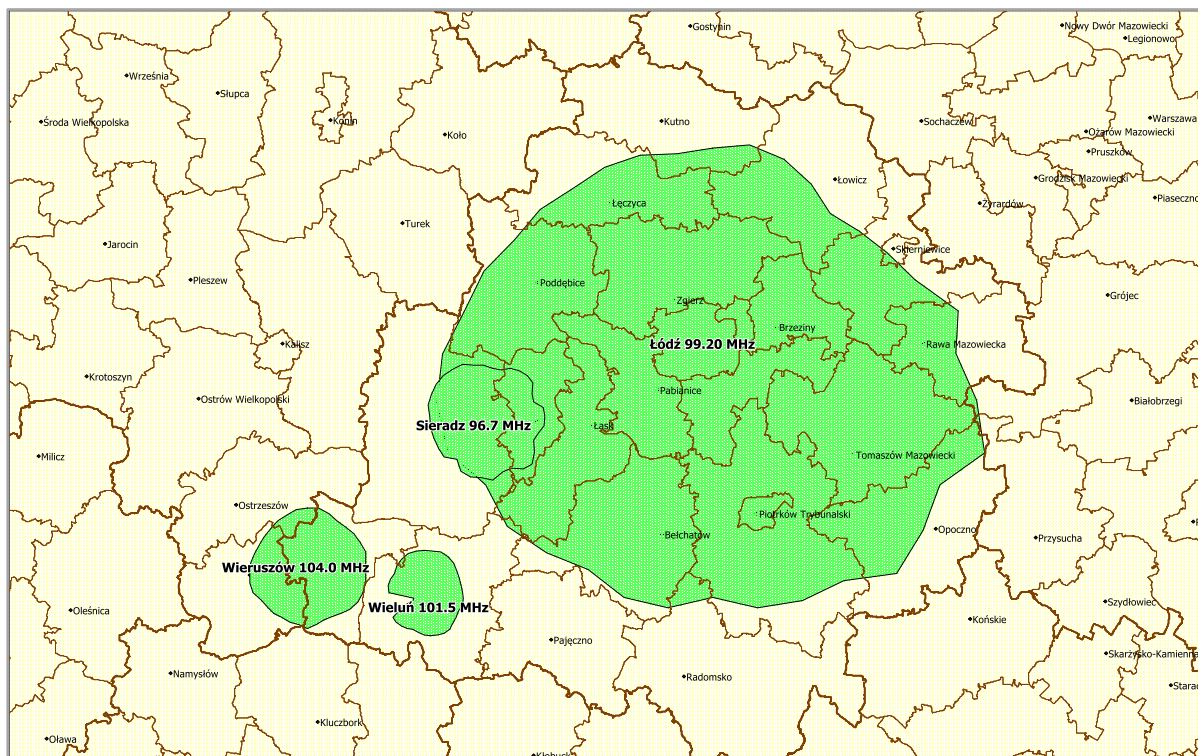 Gostynin
Nowy Dwór Mazowiecki
Legionowo
Września
Słupca
Środa Wielkopolska
Konin
Koło
Kutno
Sochaczew
Warszawa
Ożarów Mazowiecki
Pruszków
Łowicz
Grodzisk Mazowiecki
Piaseczno
Łęczyca
Żyrardów
Turek
Jarocin
Skierniewice
Pleszew
Poddębice
Grójec
Zgierz
Brzeziny
Kalisz
Łódź 99.20 MHz
Rawa Mazowiecka
Krotoszyn
Pabianice
Ostrów Wielkopolski
Białobrzegi
Sieradz 96.7 MHz
Łask
Milicz
Tomaszów Mazowiecki
Ostrzeszów
Piotrków Trybunalski
Opoczno
Bełchatów
Przysucha
Wieruszów 104.0 MHz
Wieluń 101.5 MHz
Oleśnica
Szydłowiec
Końskie
Pajęczno
Skarżysko-Kamienna
Namysłów
Radomsko
Starac
Kluczbork
Oława
Kłobuck